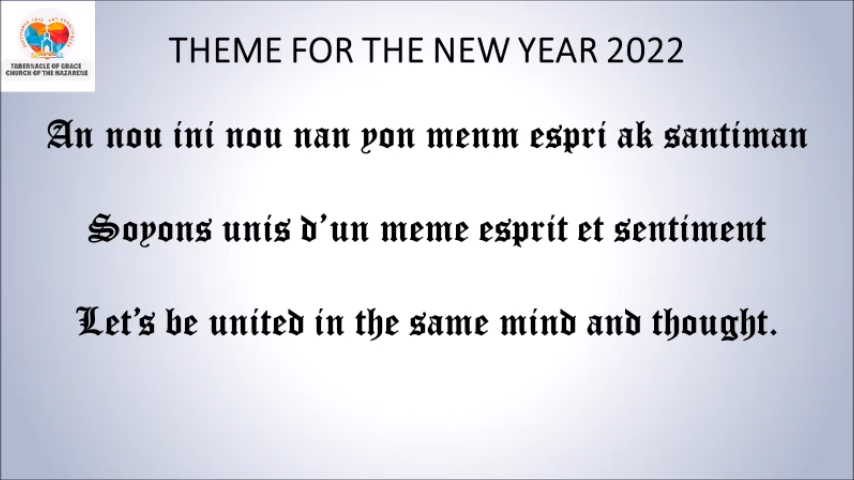 TABERNACLE OF GRACE
CHURCH OF THE NAZARENE
THEME FOR THE NEW YEAR 2022
An nou ini nou nan yon menm espri ak santiman
Soyons unis d’un meme esprit et sentiment
Let’s be united in the same mind and thought.